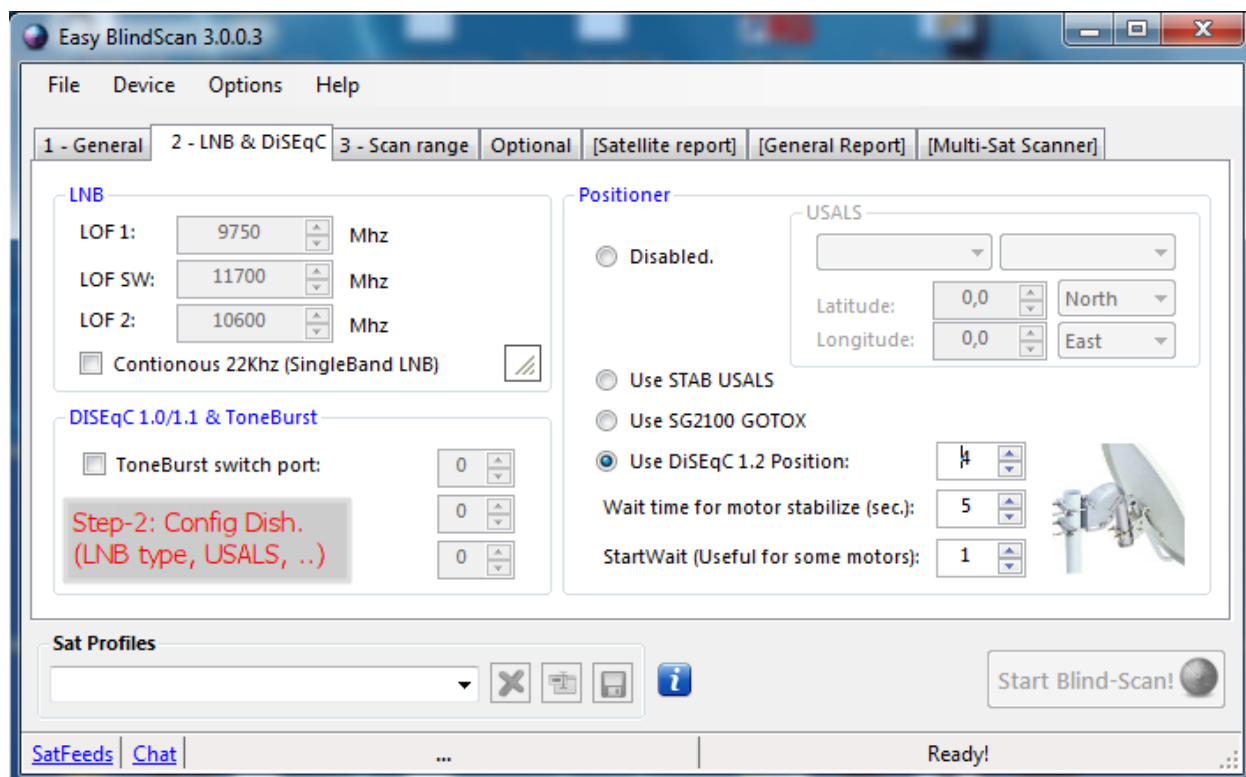 Easy BlindScan 3.0.0.3
File Device Options Help
1 - General 2 - LNB & DiSEqC 3 - Scan range Optional [Satellite report] [General Report] [Multi-Sat Scanner]
LNB
LOF 1: 9750 Mhz
LOF SW: 11700 Mhz
LOF 2: 10600 Mhz
Contionous 22Khz (SingleBand LNB)
DISEqC 1.0/1.1 & ToneBurst
ToneBurst switch port: 0
0
0
Step-2: Config Dish.
(LNB type, USALS, ..)
Positioner
Disabled.
USALS
Latitude: 0,0 North
Longitude: 0,0 East
Use STAB USALS
Use SG2100 GOTOX
Use DiSEqC 1.2 Position: 4
Wait time for motor stabilize (sec.): 5
StartWait (Useful for some motors): 1
Sat Profiles
i
Start Blind-Scan!
SatFeeds Chat ... Ready!